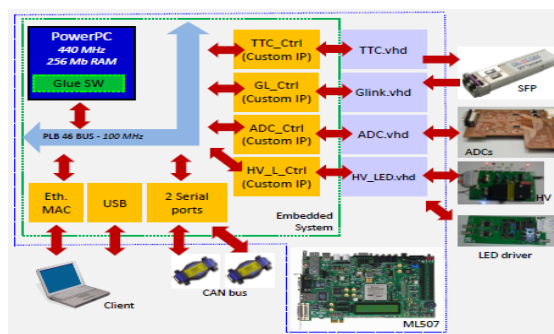 PowerPC
440 MHz
256 Mb RAM
Glue SW
PLB 46 BUS - 100 MHz
TTC_Ctrl
(Custom IP)
GL_Ctrl
(Custom IP)
ADC_Ctrl
(Custom IP)
HV_L_Ctrl
(Custom IP)
TTC.vhd
Glink.vhd
ADC.vhd
HV_LED.vhd
SFP
ADCs
HV
LED driver
Eth.
MAC
USB
2 Serial
ports
Embedded
System
Client
CAN bus
ML507